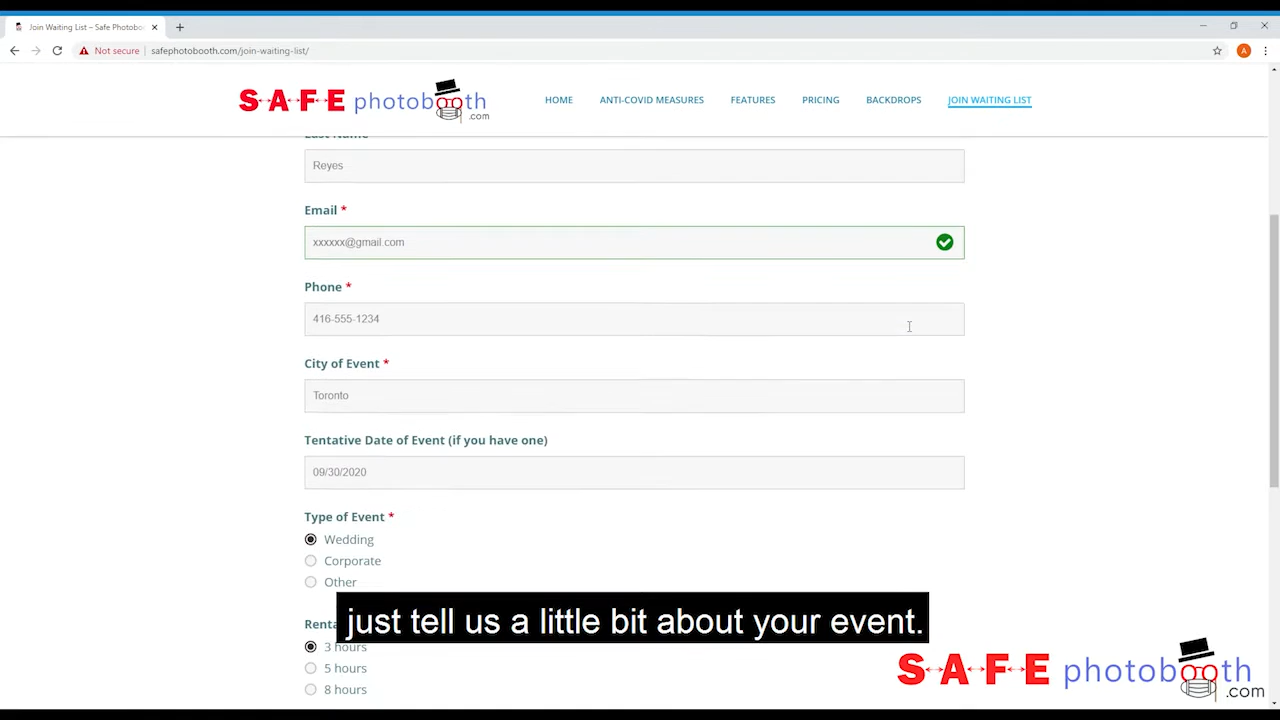 Join Waiting List – Safe Photobo
Not secure
safephotobooth.com/join-waiting-list/
A
SAFE photobooth
.com
HOME
ANTI-COVID MEASURES
FEATURES
PRICING
BACKDROPS
JOIN WAITING LIST
Last Name
Reyes
Email *
xxxxxx@gmail.com
Phone *
416-555-1234
City of Event *
Toronto
Tentative Date of Event (if you have one)
09/30/2020
Type of Event *
Wedding
Corporate
Other
just tell us a little bit about your event.
3 hours
5 hours
8 hours
SAFE photobooth
.com